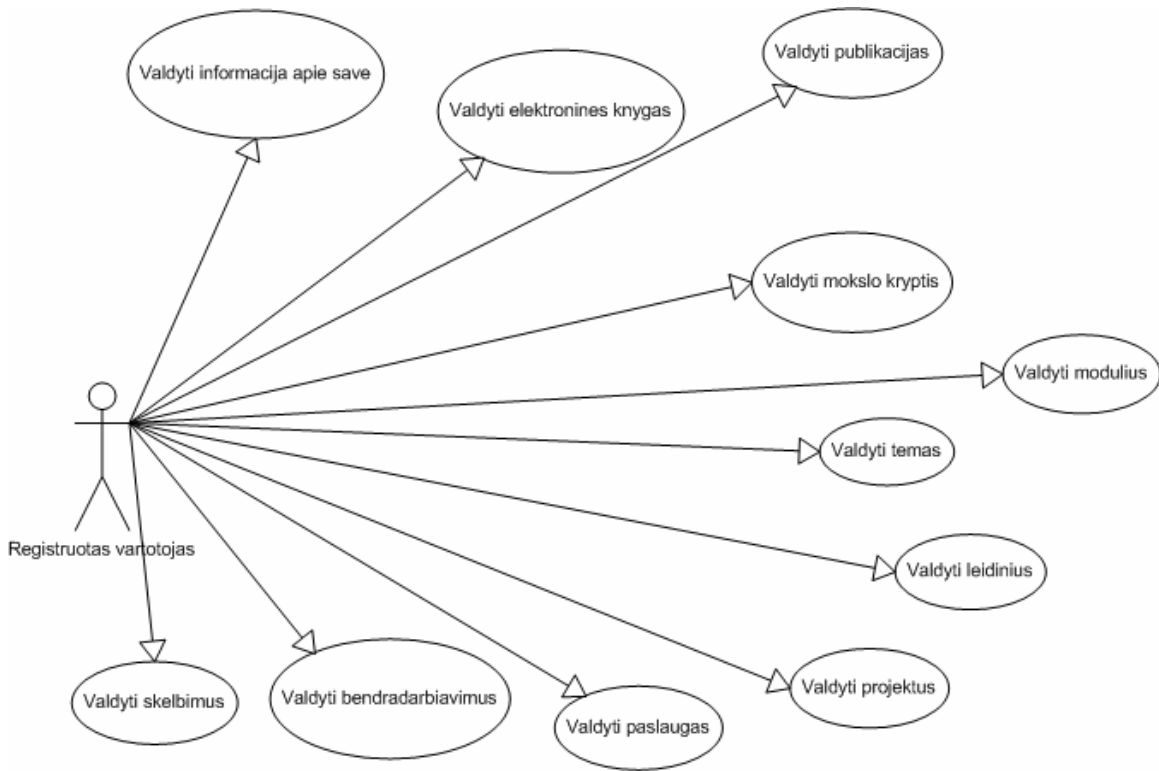 Valdyti publikacijas
Valdyti informacija apie save
Valdyti elektronines knygas
Valdyti mokslo kryptis
Valdyti modulius
Valdyti temas
Registruotas vartotojas
Valdyti leidinius
Valdyti projektus
Valdyti bendradarbiavimus
Valdyti skelbimus
Valdyti paslaugas